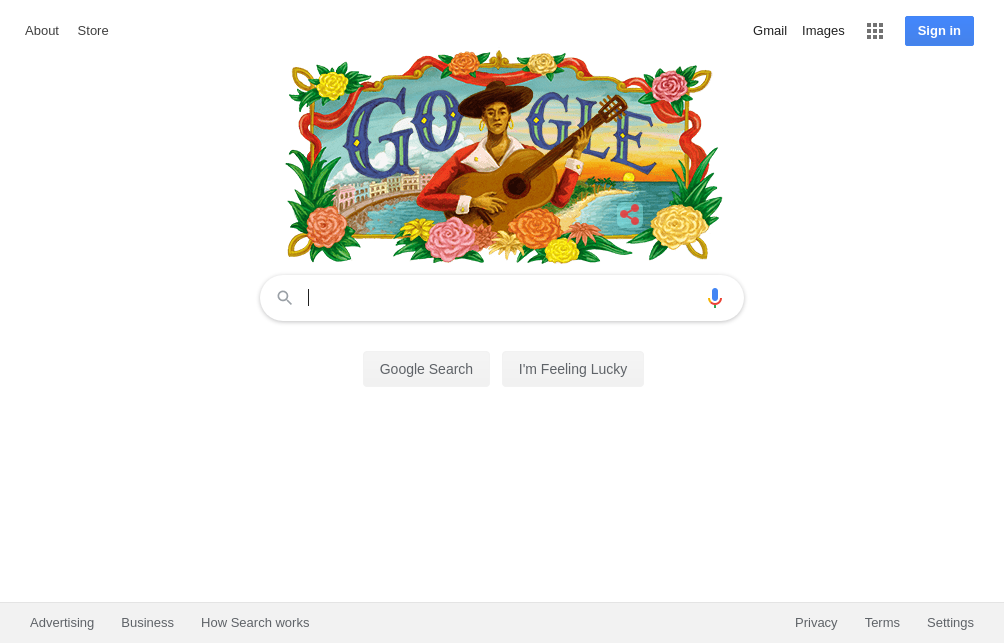 About Store
Gmail Images Sign in
GOOGLE
Google Search I'm Feeling Lucky
Advertising Business How Search works
Privacy Terms Settings